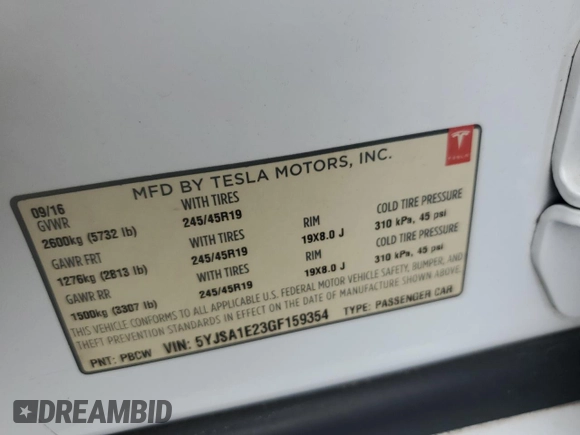 MFD BY TESLA MOTORS, INC.
TESLA
09/16
GVWR WITH TIRES RIM COLD TIRE PRESSURE
2600kg (5732 lb) 245/45R19 19X8.0 J 310 kPa, 45 psi
GAWR FRT WITH TIRES RIM COLD TIRE PRESSURE
1276kg (2813 lb) 245/45R19 19X8.0 J 310 kPa, 45 psi
GAWR RR WITH TIRES
1500kg (3307 lb) 245/45R19
THIS VEHICLE CONFORMS TO ALL APPLICABLE U.S. FEDERAL MOTOR VEHICLE SAFETY, BUMPER, AND
THEFT PREVENTION STANDARDS IN EFFECT ON THE DATE OF MANUFACTURE SHOWN ABOVE.
PNT: PBCW VIN: 5YJSA1E23GF159354 TYPE: PASSENGER CAR
DREAMBID